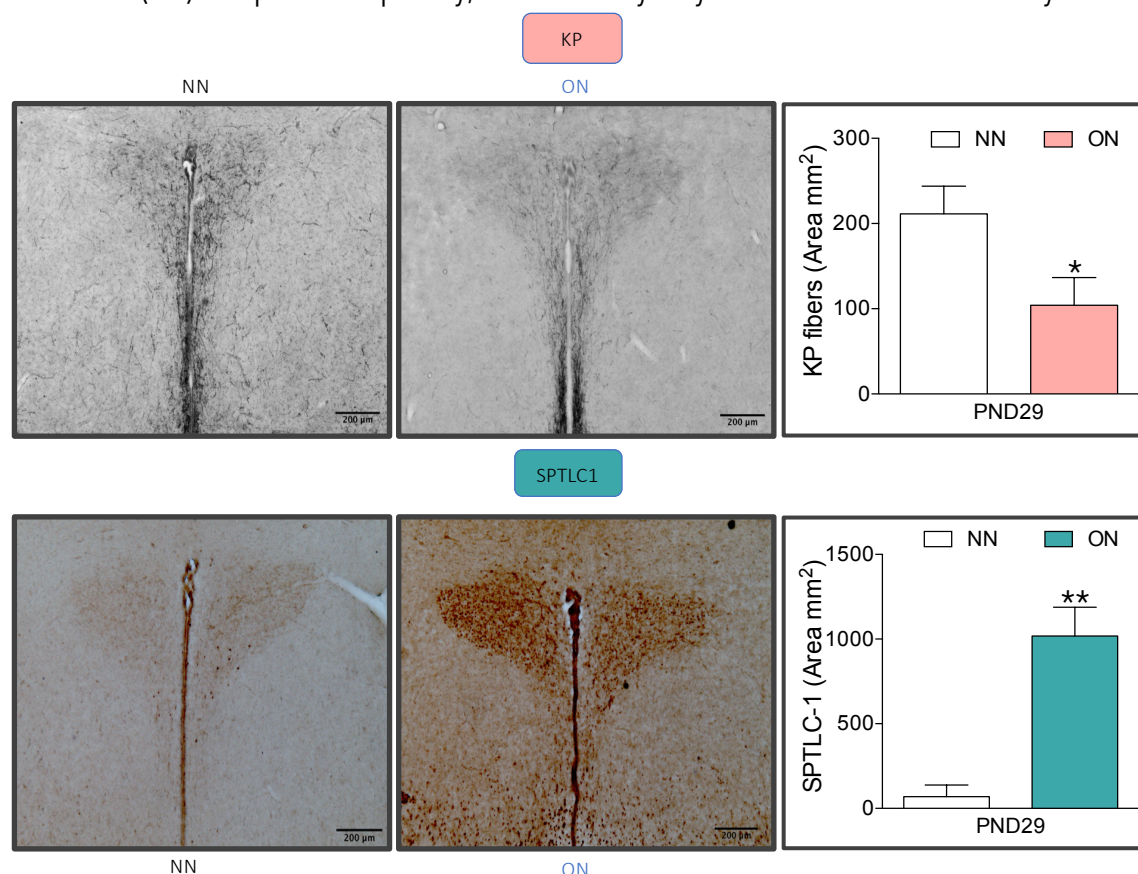 KP
NN
ON
200 µm
200 µm
KP fibers (Area mm²)
300
200
100
0
NN
ON
*
PND29
SPTLC1
200 µm
200 µm
SPTLC-1 (Area mm²)
1500
1000
500
0
NN
ON
**
PND29
NN
ON